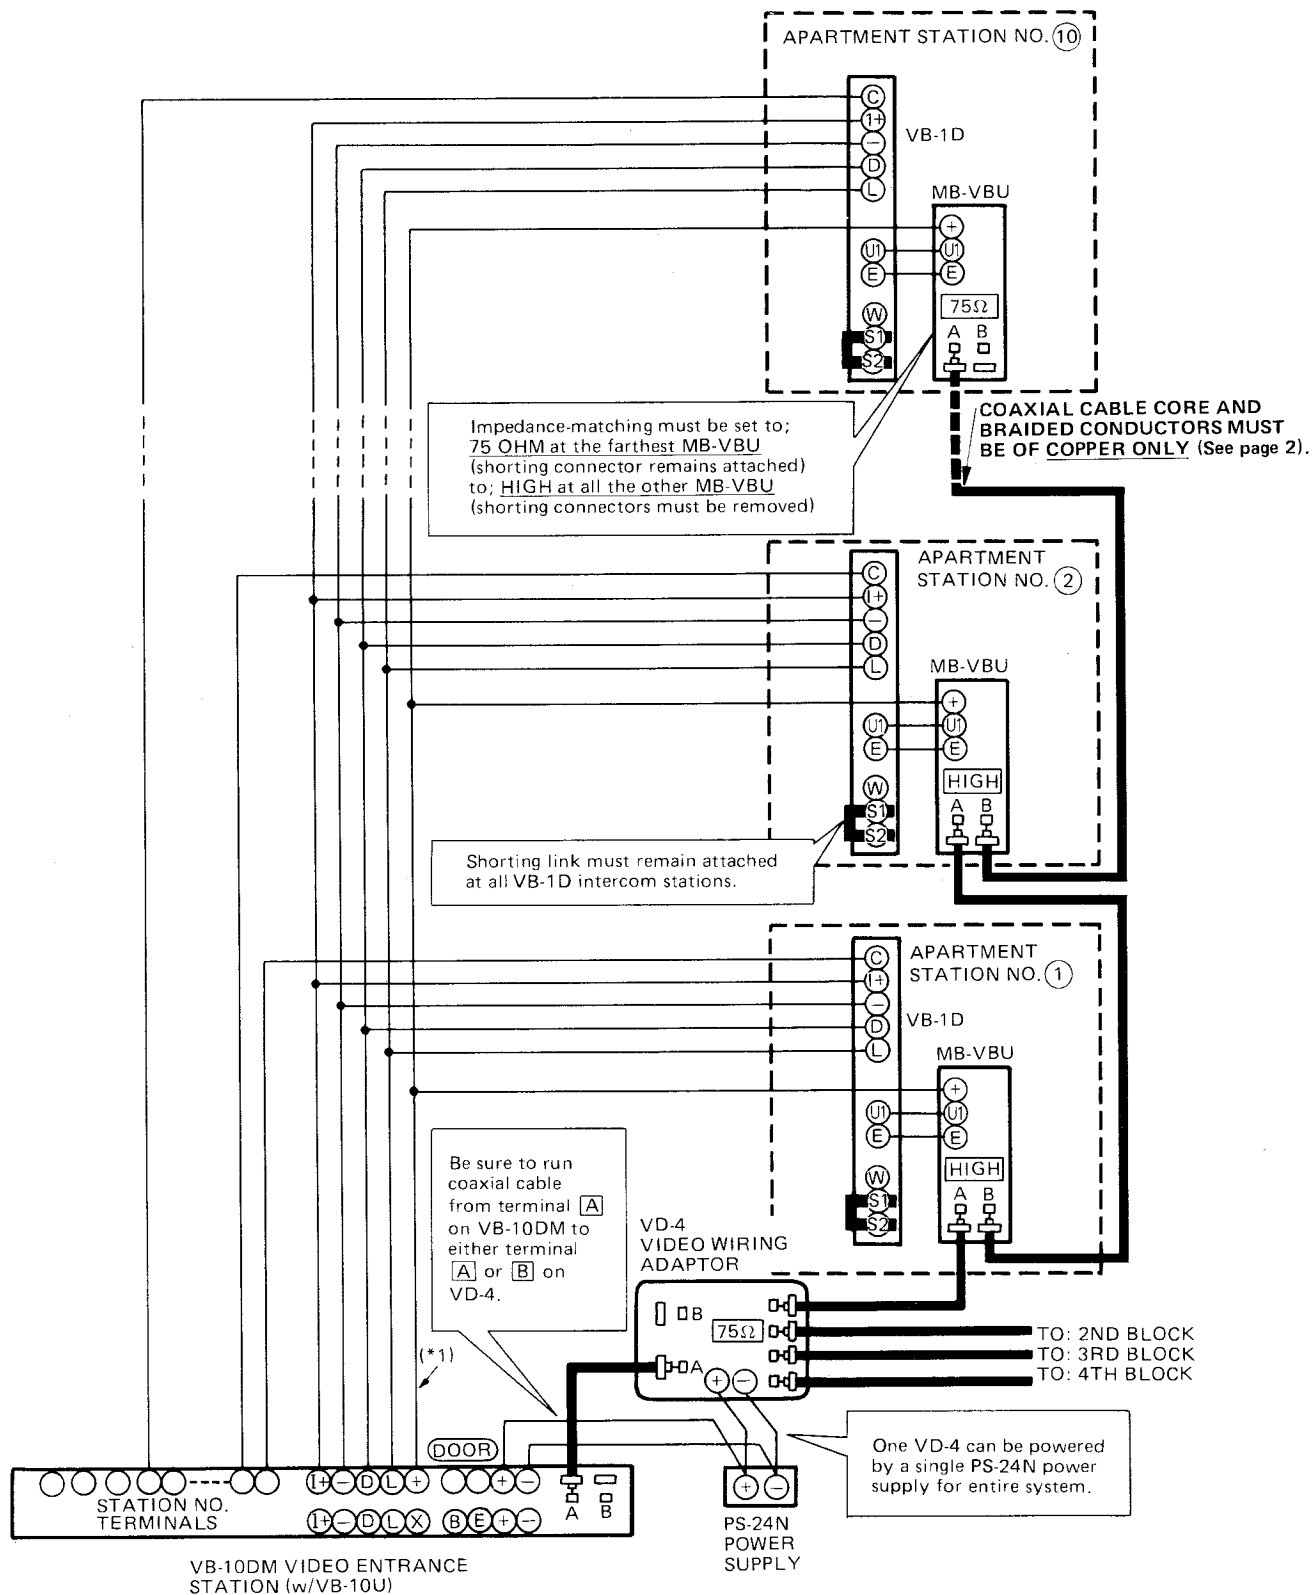 APARTMENT STATION NO. 10
C
1+
−
D
L
VB-1D
MB-VBU
+
U1 U1
E E
75Ω
W
A B
S1
S2
COAXIAL CABLE CORE AND
BRAIDED CONDUCTORS MUST
BE OF COPPER ONLY (See page 2).
Impedance-matching must be set to;
75 OHM at the farthest MB-VBU
(shorting connector remains attached)
to; HIGH at all the other MB-VBU
(shorting connectors must be removed)
APARTMENT
STATION NO. 2
C
1+
−
D
L
MB-VBU
+
U1 U1
E E
HIGH
W
A B
S1
S2
Shorting link must remain attached
at all VB-1D intercom stations.
APARTMENT
STATION NO. 1
C
1+
−
D
L
VB-1D
MB-VBU
+
U1 U1
E E
HIGH
W
A B
S1
S2
Be sure to run
coaxial cable
from terminal A
on VB-10DM to
either terminal
A or B on
VD-4.
VD-4
VIDEO WIRING
ADAPTOR
B
75Ω
A
+ −
TO: 2ND BLOCK
TO: 3RD BLOCK
TO: 4TH BLOCK
(*1)
One VD-4 can be powered
by a single PS-24N power
supply for entire system.
DOOR
1+ − D L + + −
STATION NO.
TERMINALS
1+ − D L X B E + −
A B
+ −
PS-24N
POWER
SUPPLY
VB-10DM VIDEO ENTRANCE
STATION (w/VB-10U)